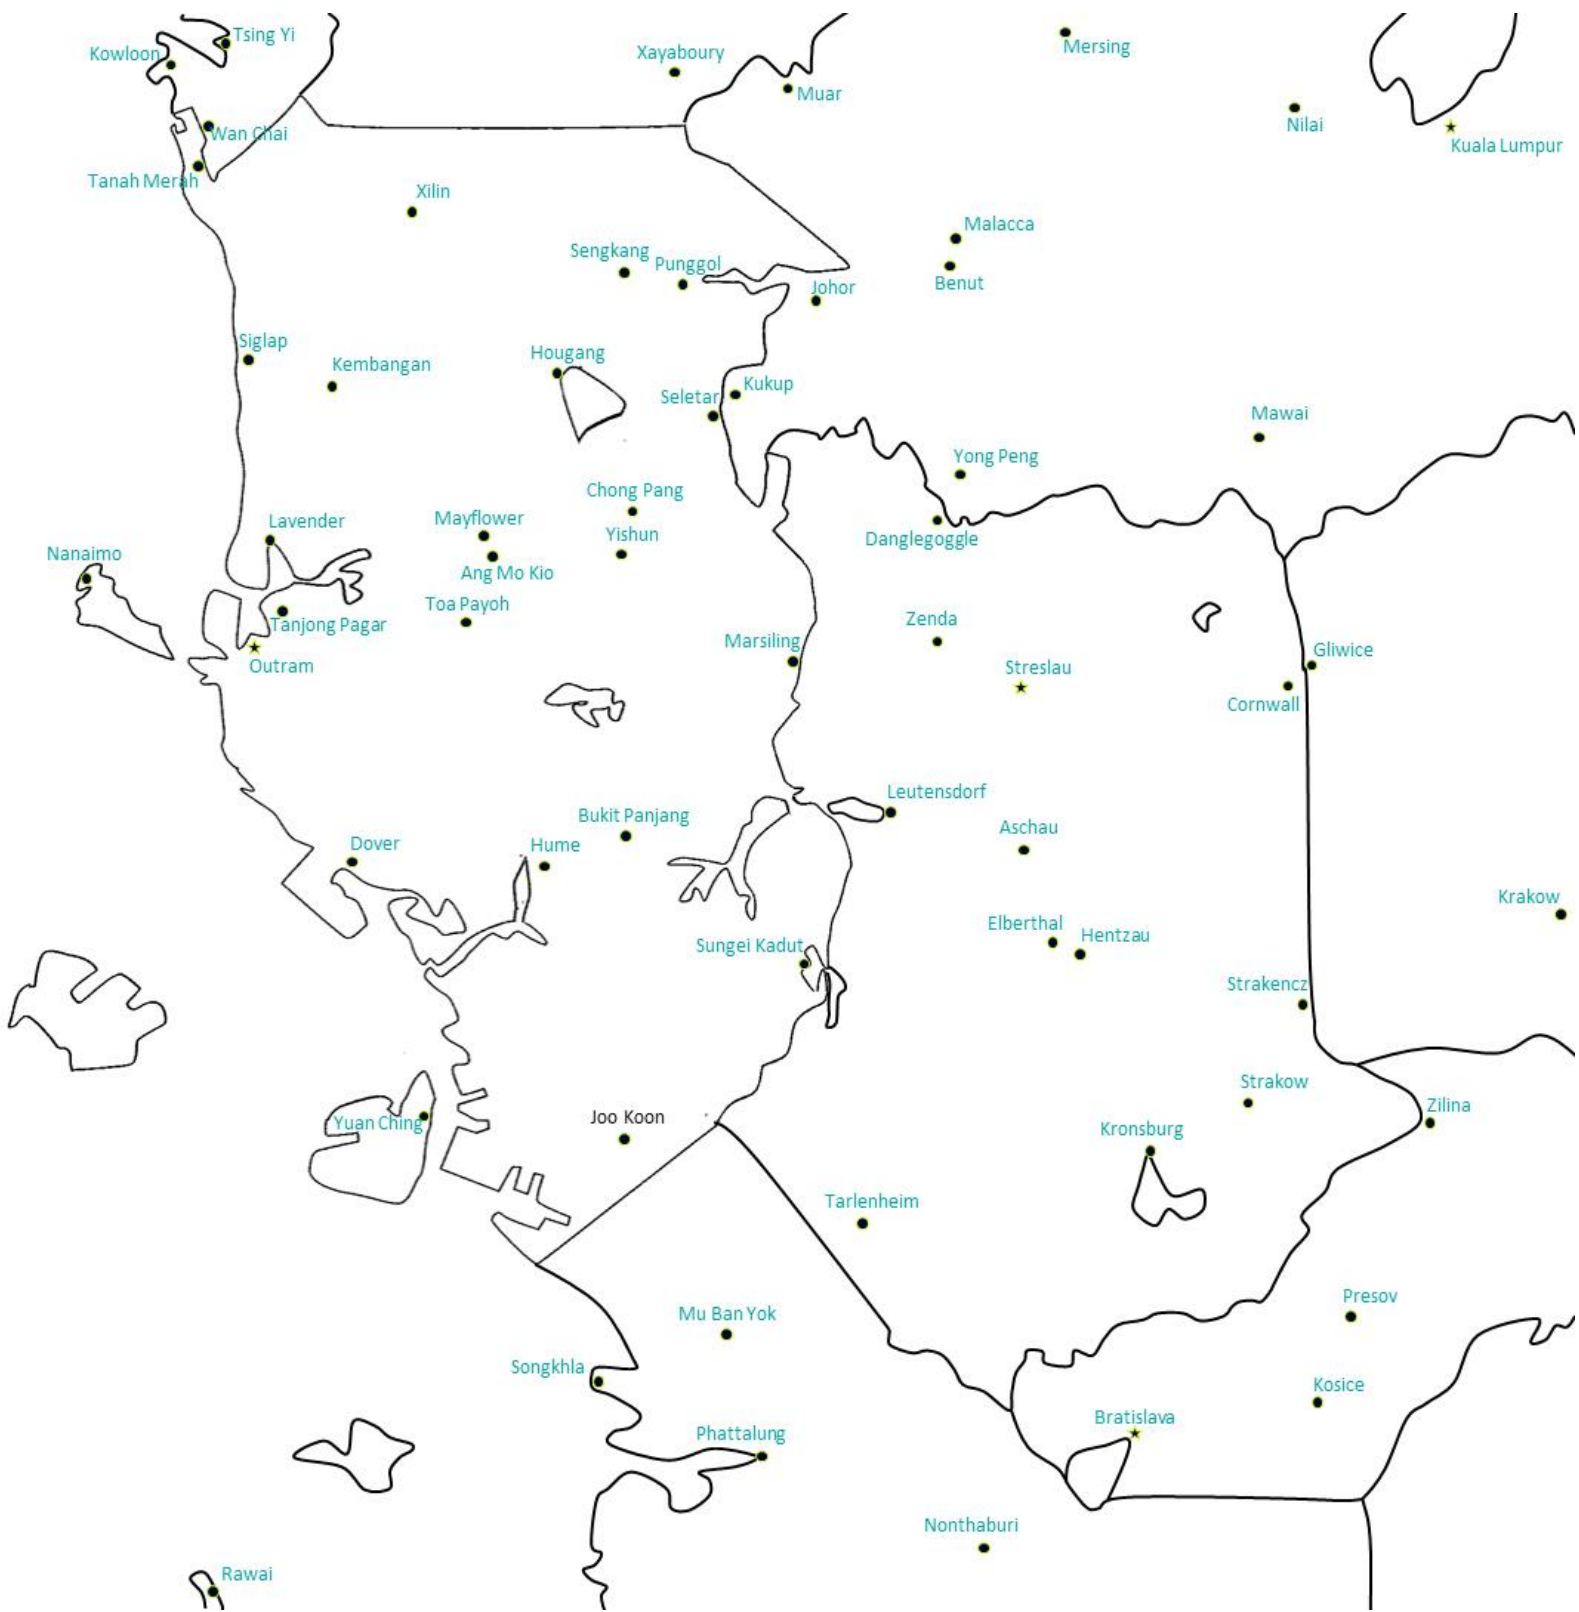 Tsing Yi
Kowloon
Xayaboury
Mersing
Muar
Nilai
Wan Chai
Kuala Lumpur
Tanah Merah
Xilin
Malacca
Sengkang
Punggol
Benut
Johor
Siglap
Kembangan
Hougang
Seletar
Kukup
Mawai
Yong Peng
Chong Pang
Mayflower
Lavender
Yishun
Danglegoggle
Nanaimo
Ang Mo Kio
Toa Payoh
Tanjong Pagar
Zenda
Marsiling
Gliwice
Outram
Streslau
Cornwall
Leutensdorf
Bukit Panjang
Aschau
Dover
Hume
Krakow
Elberthal
Hentzau
Sungei Kadut
Strakencz
Strakow
Zilina
Yuan Ching
Joo Koon
Kronsburg
Tarlenheim
Presov
Mu Ban Yok
Songkhla
Kosice
Bratislava
Phattalung
Nonthaburi
Rawai